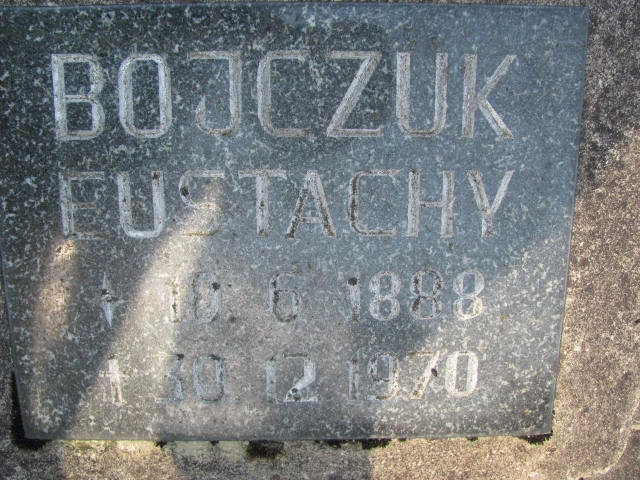 BOJCZUK
EUSTACHY
* 10. 6. 1888
† 30. 12. 1970